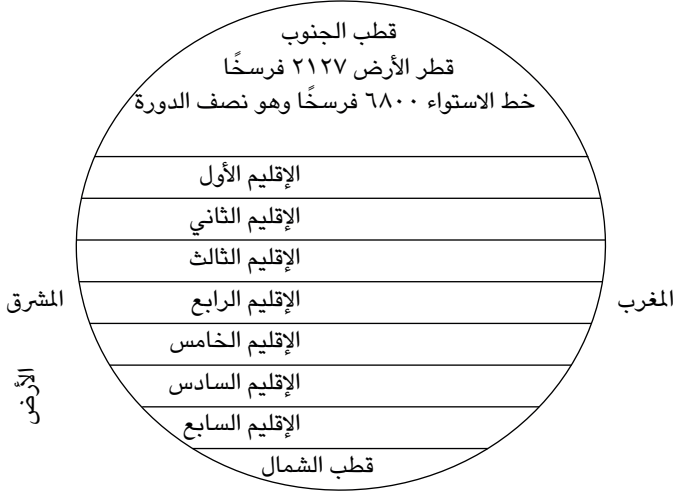 قطب الجنوب
قطر الأرض ٢١٢٧ فرسخًا
خط الاستواء ٦٨٠٠ فرسخًا وهو نصف الدورة
الإقليم الأول
الإقليم الثاني
الإقليم الثالث
المغرب
الإقليم الرابع
المشرق
الإقليم الخامس
الإقليم السادس
الأرض
الإقليم السابع
قطب الشمال